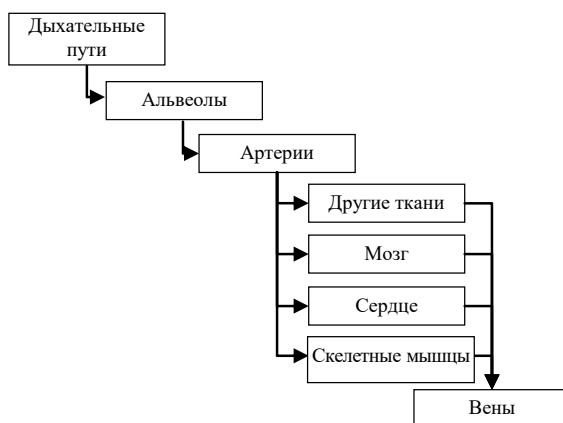 Дыхательные
пути
Альвеолы
Артерии
Другие ткани
Мозг
Сердце
Скелетные мышцы
Вены